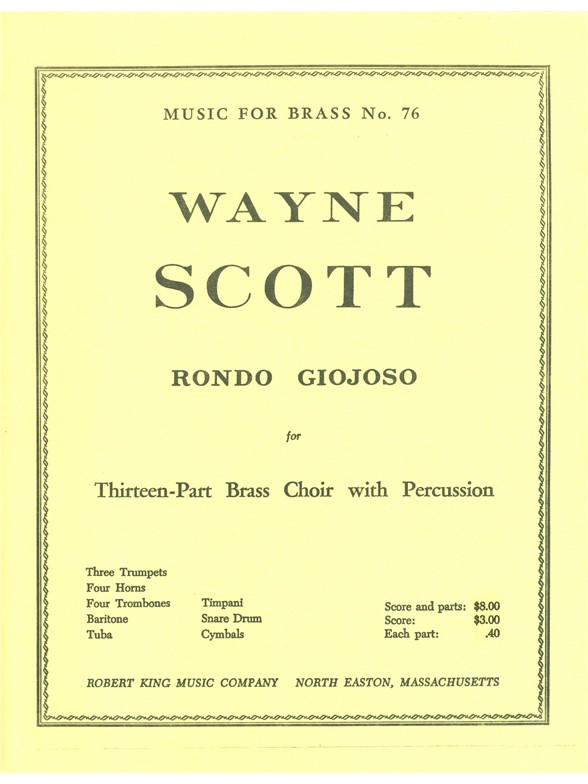 MUSIC FOR BRASS No. 76
WAYNE
SCOTT
RONDO GIOJOSO
for
Thirteen-Part Brass Choir with Percussion
Three Trumpets
Four Horns
Four Trombones
Baritone
Tuba
Timpani
Snare Drum
Cymbals
Score and parts: $8.00
Score: $3.00
Each part: .40
ROBERT KING MUSIC COMPANY NORTH EASTON, MASSACHUSETTS